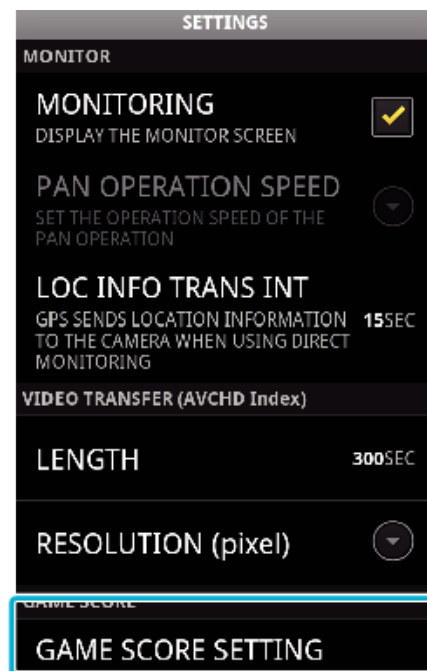 SETTINGS
MONITOR
MONITORING
DISPLAY THE MONITOR SCREEN
PAN OPERATION SPEED
SET THE OPERATION SPEED OF THE
PAN OPERATION
LOC INFO TRANS INT
GPS SENDS LOCATION INFORMATION
TO THE CAMERA WHEN USING DIRECT
MONITORING
15SEC
VIDEO TRANSFER (AVCHD Index)
LENGTH
300SEC
RESOLUTION (pixel)
GAME SCORE
GAME SCORE SETTING